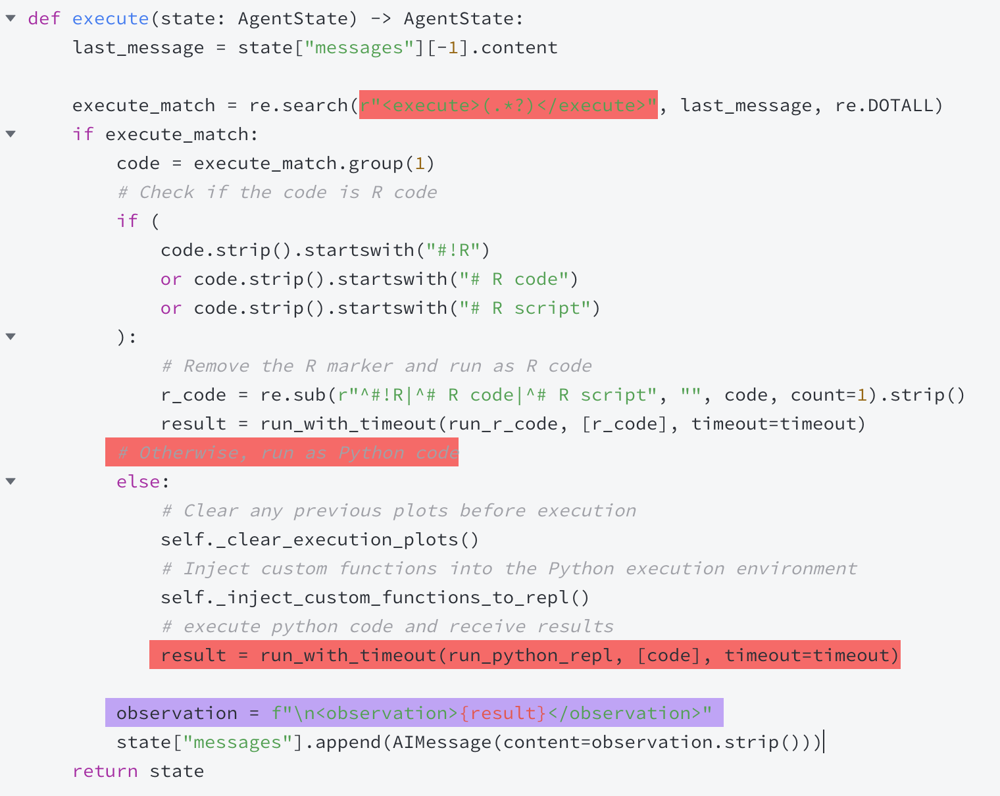 def execute(state: AgentState) -> AgentState:
    last_message = state["messages"][-1].content

    execute_match = re.search(r"<execute>(.*?)</execute>", last_message, re.DOTALL)
    if execute_match:
        code = execute_match.group(1)
        # Check if the code is R code
        if (
            code.strip().startswith("#!R")
            or code.strip().startswith("# R code")
            or code.strip().startswith("# R script")
        ):
            # Remove the R marker and run as R code
            r_code = re.sub(r"^#!R|^# R code|^# R script", "", code, count=1).strip()
            result = run_with_timeout(run_r_code, [r_code], timeout=timeout)
        # Otherwise, run as Python code
        else:
            # Clear any previous plots before execution
            self._clear_execution_plots()
            # Inject custom functions into the Python execution environment
            self._inject_custom_functions_to_repl()
            # execute python code and receive results
            result = run_with_timeout(run_python_repl, [code], timeout=timeout)

        observation = f"\n<observation>{result}</observation>"
        state["messages"].append(AIMessage(content=observation.strip()))
    return state